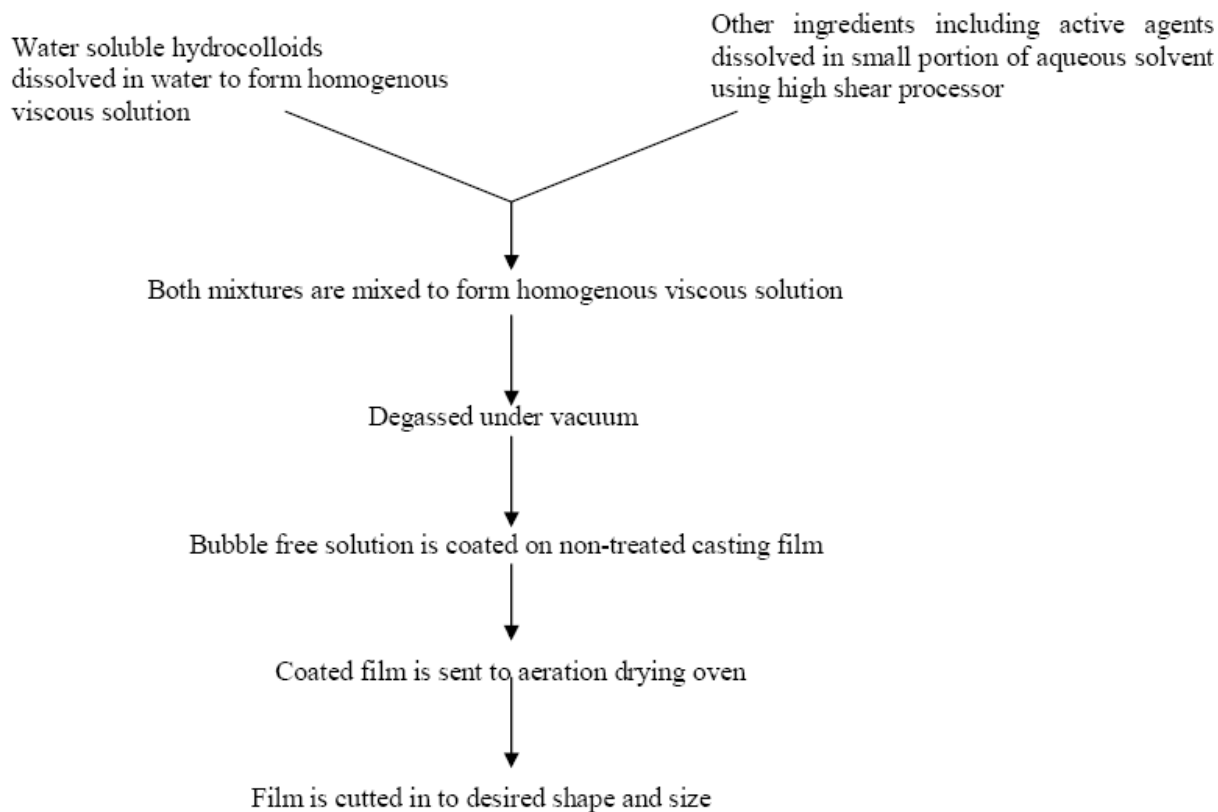 Water soluble hydrocolloids
dissolved in water to form homogenous
viscous solution
Other ingredients including active agents
dissolved in small portion of aqueous solvent
using high shear processor
Both mixtures are mixed to form homogenous viscous solution
Degassed under vacuum
Bubble free solution is coated on non-treated casting film
Coated film is sent to aeration drying oven
Film is cutted in to desired shape and size